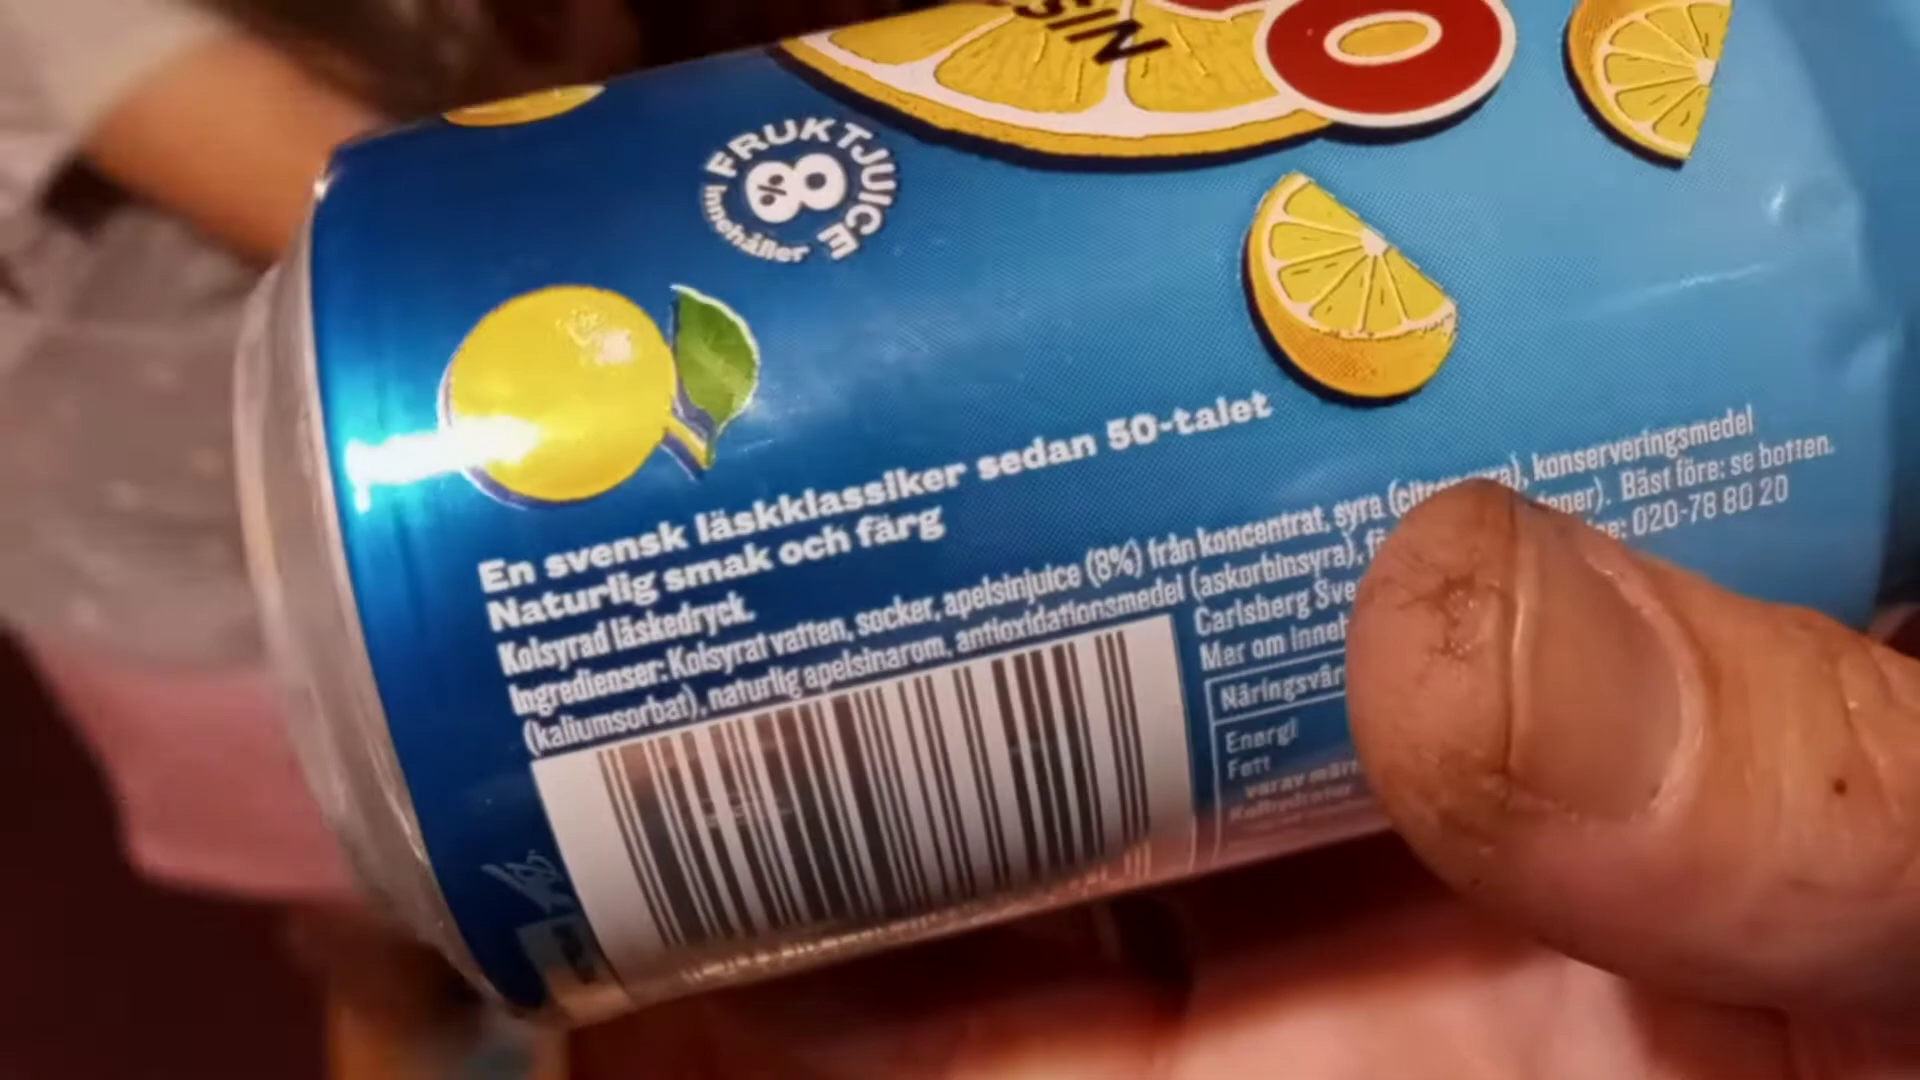 SIN
O
FRUKTJUICE
8%
Innehåller
En svensk läskklassiker sedan 50-talet
Naturlig smak och färg
Kolsyrad läskedryck.
Ingredienser: Kolsyrat vatten, socker, apelsinjuice (8%) från koncentrat, syra konserveringsmedel
(kaliumsorbat), naturlig apelsinarom, antioxidationsmedel (askorbinsyra), Bäst före: se botten.
Carlsberg 020-78 80 20
Mer om
Energi
Fett